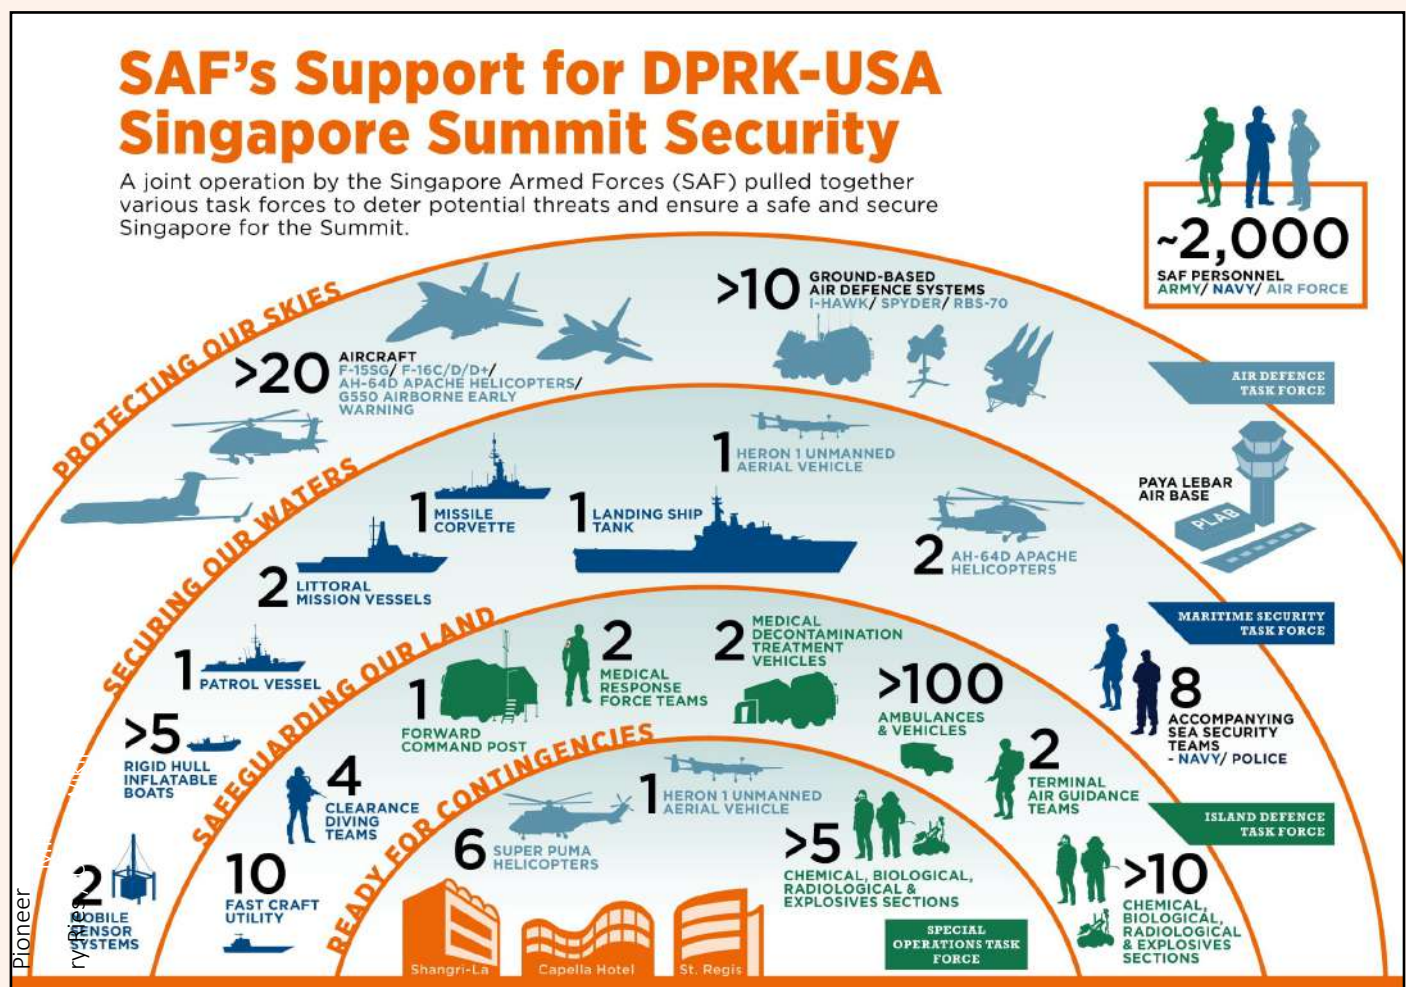 SAF's Support for DPRK-USA
Singapore Summit Security
A joint operation by the Singapore Armed Forces (SAF) pulled together
various task forces to deter potential threats and ensure a safe and secure
Singapore for the Summit.
~2,000
SAF PERSONNEL
ARMY/ NAVY/ AIR FORCE
PROTECTING OUR SKIES
>20
AIRCRAFT
F-15SG/ F-16C/D/D+/
AH-64D APACHE HELICOPTERS/
G550 AIRBORNE EARLY
WARNING
>10
GROUND-BASED
AIR DEFENCE SYSTEMS
I-HAWK/ SPYDER/ RBS-70
AIR DEFENCE
TASK FORCE
PAYA LEBAR
AIR BASE
PLAB
SECURING OUR WATERS
1
MISSILE
CORVETTE
1
LANDING SHIP
TANK
1
HERON 1 UNMANNED
AERIAL VEHICLE
2
AH-64D APACHE
HELICOPTERS
2
LITTORAL
MISSION VESSELS
1
PATROL VESSEL
>5
RIGID HULL
INFLATABLE
BOATS
2
MOBILE
SENSOR
SYSTEMS
MARITIME SECURITY
TASK FORCE
8
ACCOMPANYING
SEA SECURITY
TEAMS
- NAVY/ POLICE
SAFEGUARDING OUR LAND
1
FORWARD
COMMAND POST
2
MEDICAL
RESPONSE
FORCE TEAMS
2
MEDICAL
DECONTAMINATION
TREATMENT
VEHICLES
>100
AMBULANCES
& VEHICLES
2
TERMINAL
AIR GUIDANCE
TEAMS
4
CLEARANCE
DIVING
TEAMS
10
FAST CRAFT
UTILITY
ISLAND DEFENCE
TASK FORCE
>10
CHEMICAL,
BIOLOGICAL,
RADIOLOGICAL
& EXPLOSIVES
SECTIONS
READY FOR CONTINGENCIES
6
SUPER PUMA
HELICOPTERS
1
HERON 1 UNMANNED
AERIAL VEHICLE
>5
CHEMICAL, BIOLOGICAL,
RADIOLOGICAL &
EXPLOSIVES SECTIONS
SPECIAL
OPERATIONS TASK
FORCE
Shangri-La
Capella Hotel
St. Regis
Pioneer